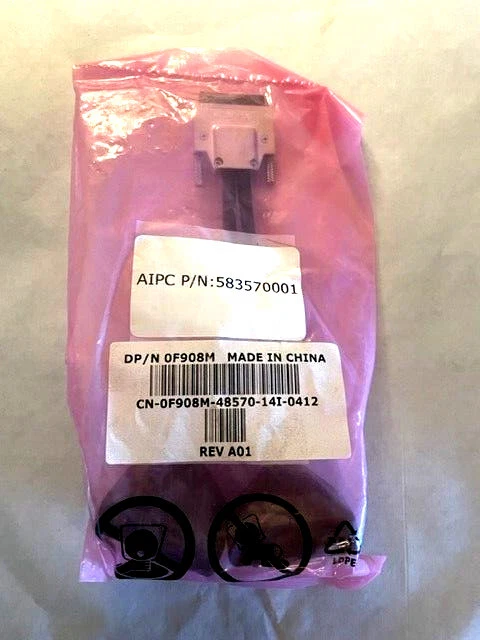 AIPC P/N:583570001
DP/N 0F908M MADE IN CHINA
CN-0F908M-48570-14I-0412
REV A01
LDPE